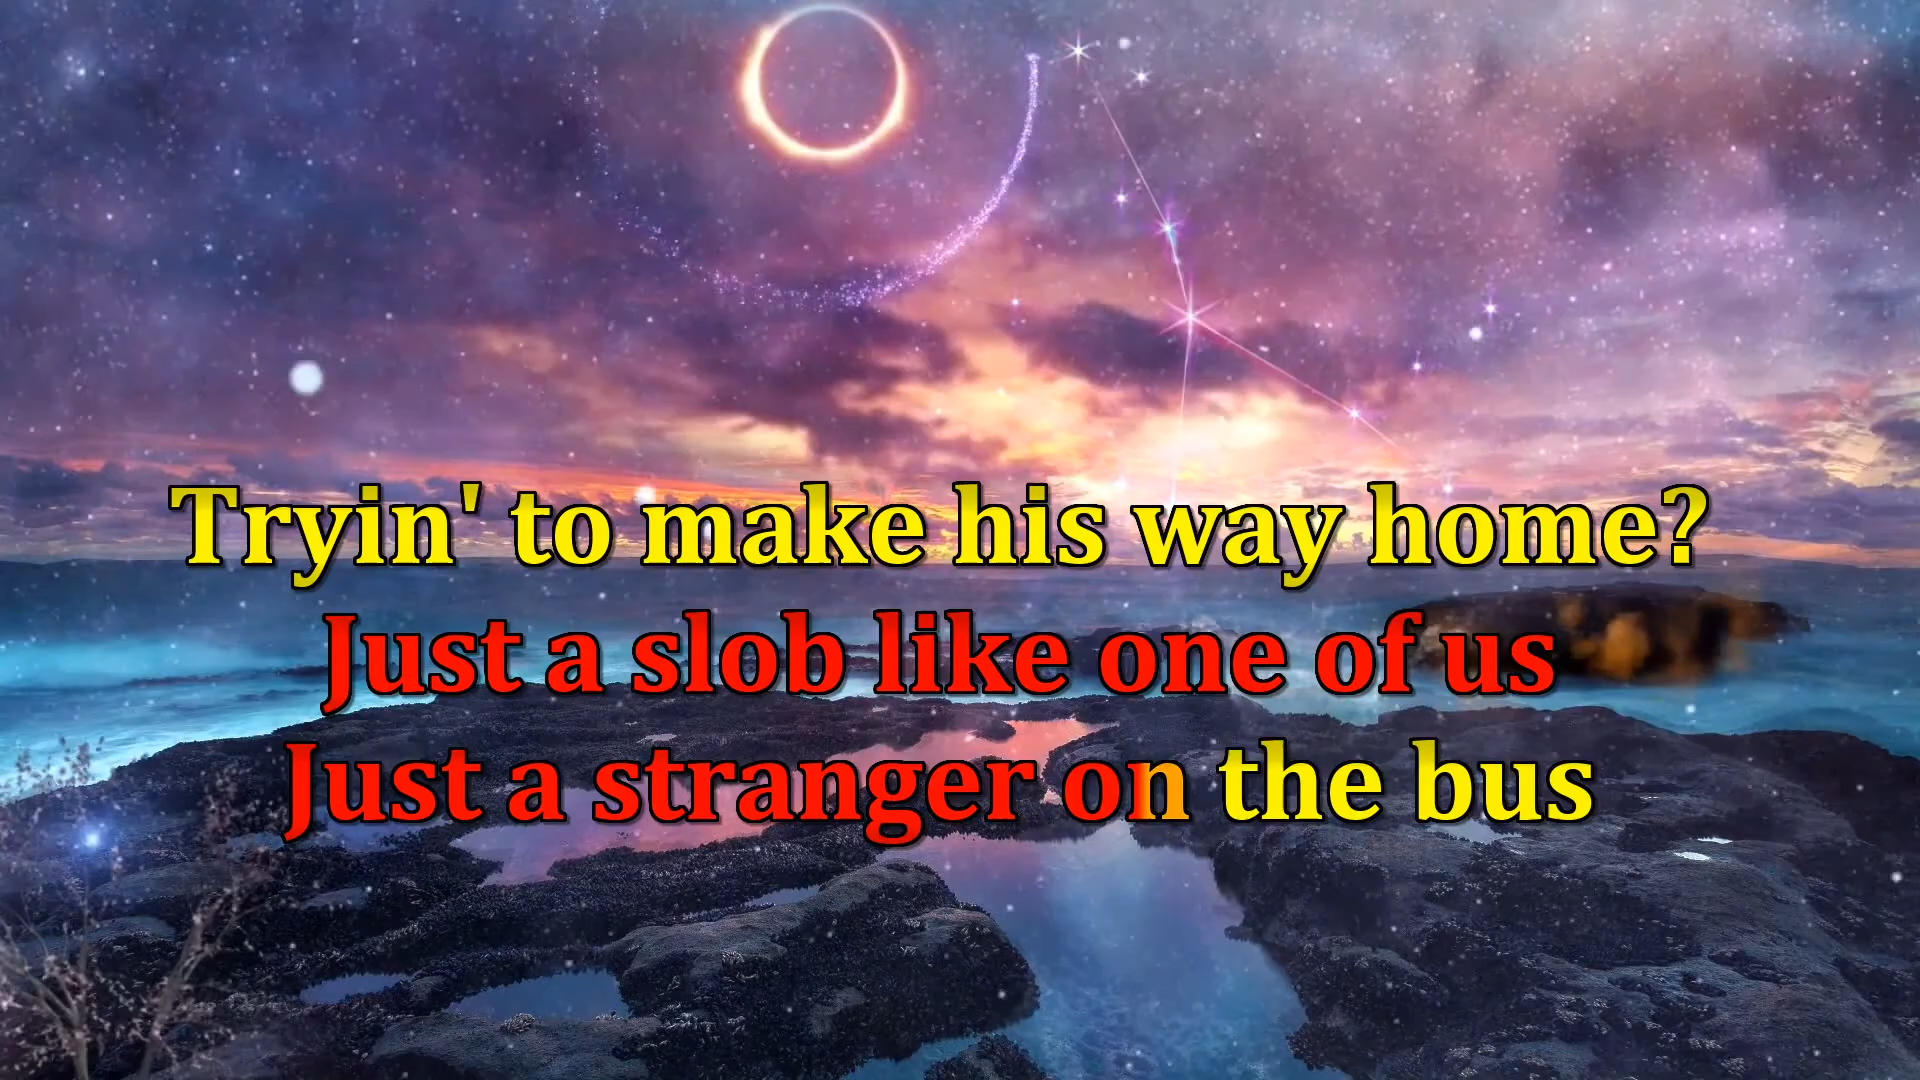 Tryin' to make his way home?
Just a slob like one of us
Just a stranger on the bus